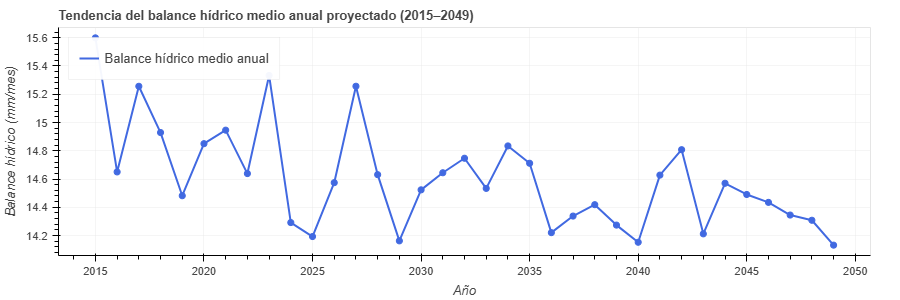 Tendencia del balance hídrico medio anual proyectado (2015–2049)
Balance hídrico medio anual
Balance hídrico (mm/mes)
15.6
15.4
15.2
15
14.8
14.6
14.4
14.2
2015 2020 2025 2030 2035 2040 2045 2050
Año